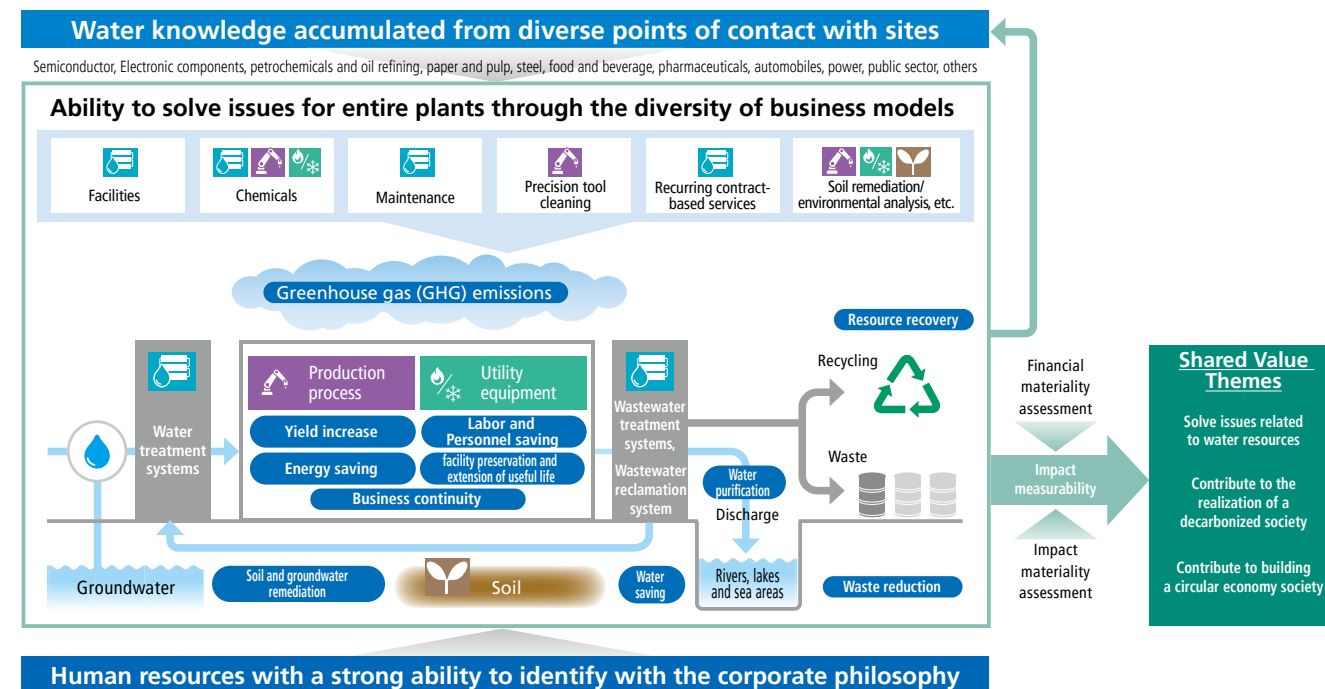 Water knowledge accumulated from diverse points of contact with sites
Semiconductor, Electronic components, petrochemicals and oil refining, paper and pulp, steel, food and beverage, pharmaceuticals, automobiles, power, public sector, others
Ability to solve issues for entire plants through the diversity of business models
Facilities
Chemicals
Maintenance
Precision tool
cleaning
Recurring contract-
based services
Soil remediation/
environmental analysis, etc.
Greenhouse gas (GHG) emissions
Resource recovery
Water
treatment
systems
Production
process
Utility
equipment
Yield increase
Labor and
Personnel saving
Energy saving
facility preservation and
extension of useful life
Business continuity
Wastewater
treatment
systems,
Wastewater
reclamation
system
Recycling
Waste
Water
purification
Discharge
Groundwater
Soil and groundwater
remediation
Soil
Water
saving
Rivers, lakes
and sea areas
Waste reduction
Financial
materiality
assessment
Impact
measurability
Impact
materiality
assessment
Shared Value
Themes
Solve issues related
to water resources
Contribute to the
realization of a
decarbonized society
Contribute to building
a circular economy society
Human resources with a strong ability to identify with the corporate philosophy